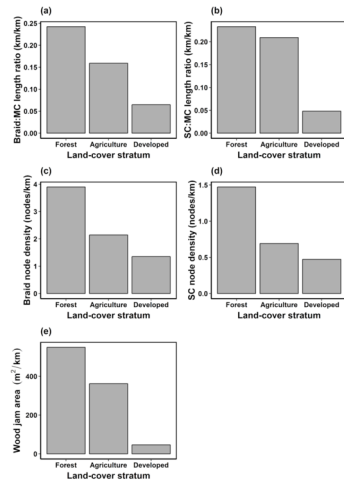 (a)
Braid:MC length ratio (km/km)
0.25
0.20
0.15
0.10
0.05
0.00
Forest Agriculture Developed
Land-cover stratum
(b)
SC:MC length ratio (km/km)
0.20
0.15
0.10
0.05
0.00
Forest Agriculture Developed
Land-cover stratum
(c)
Braid node density (nodes/km)
4
3
2
1
0
Forest Agriculture Developed
Land-cover stratum
(d)
SC node density (nodes/km)
1.5
1.0
0.5
0.0
Forest Agriculture Developed
Land-cover stratum
(e)
Wood jam area (m²/km)
400
200
0
Forest Agriculture Developed
Land-cover stratum